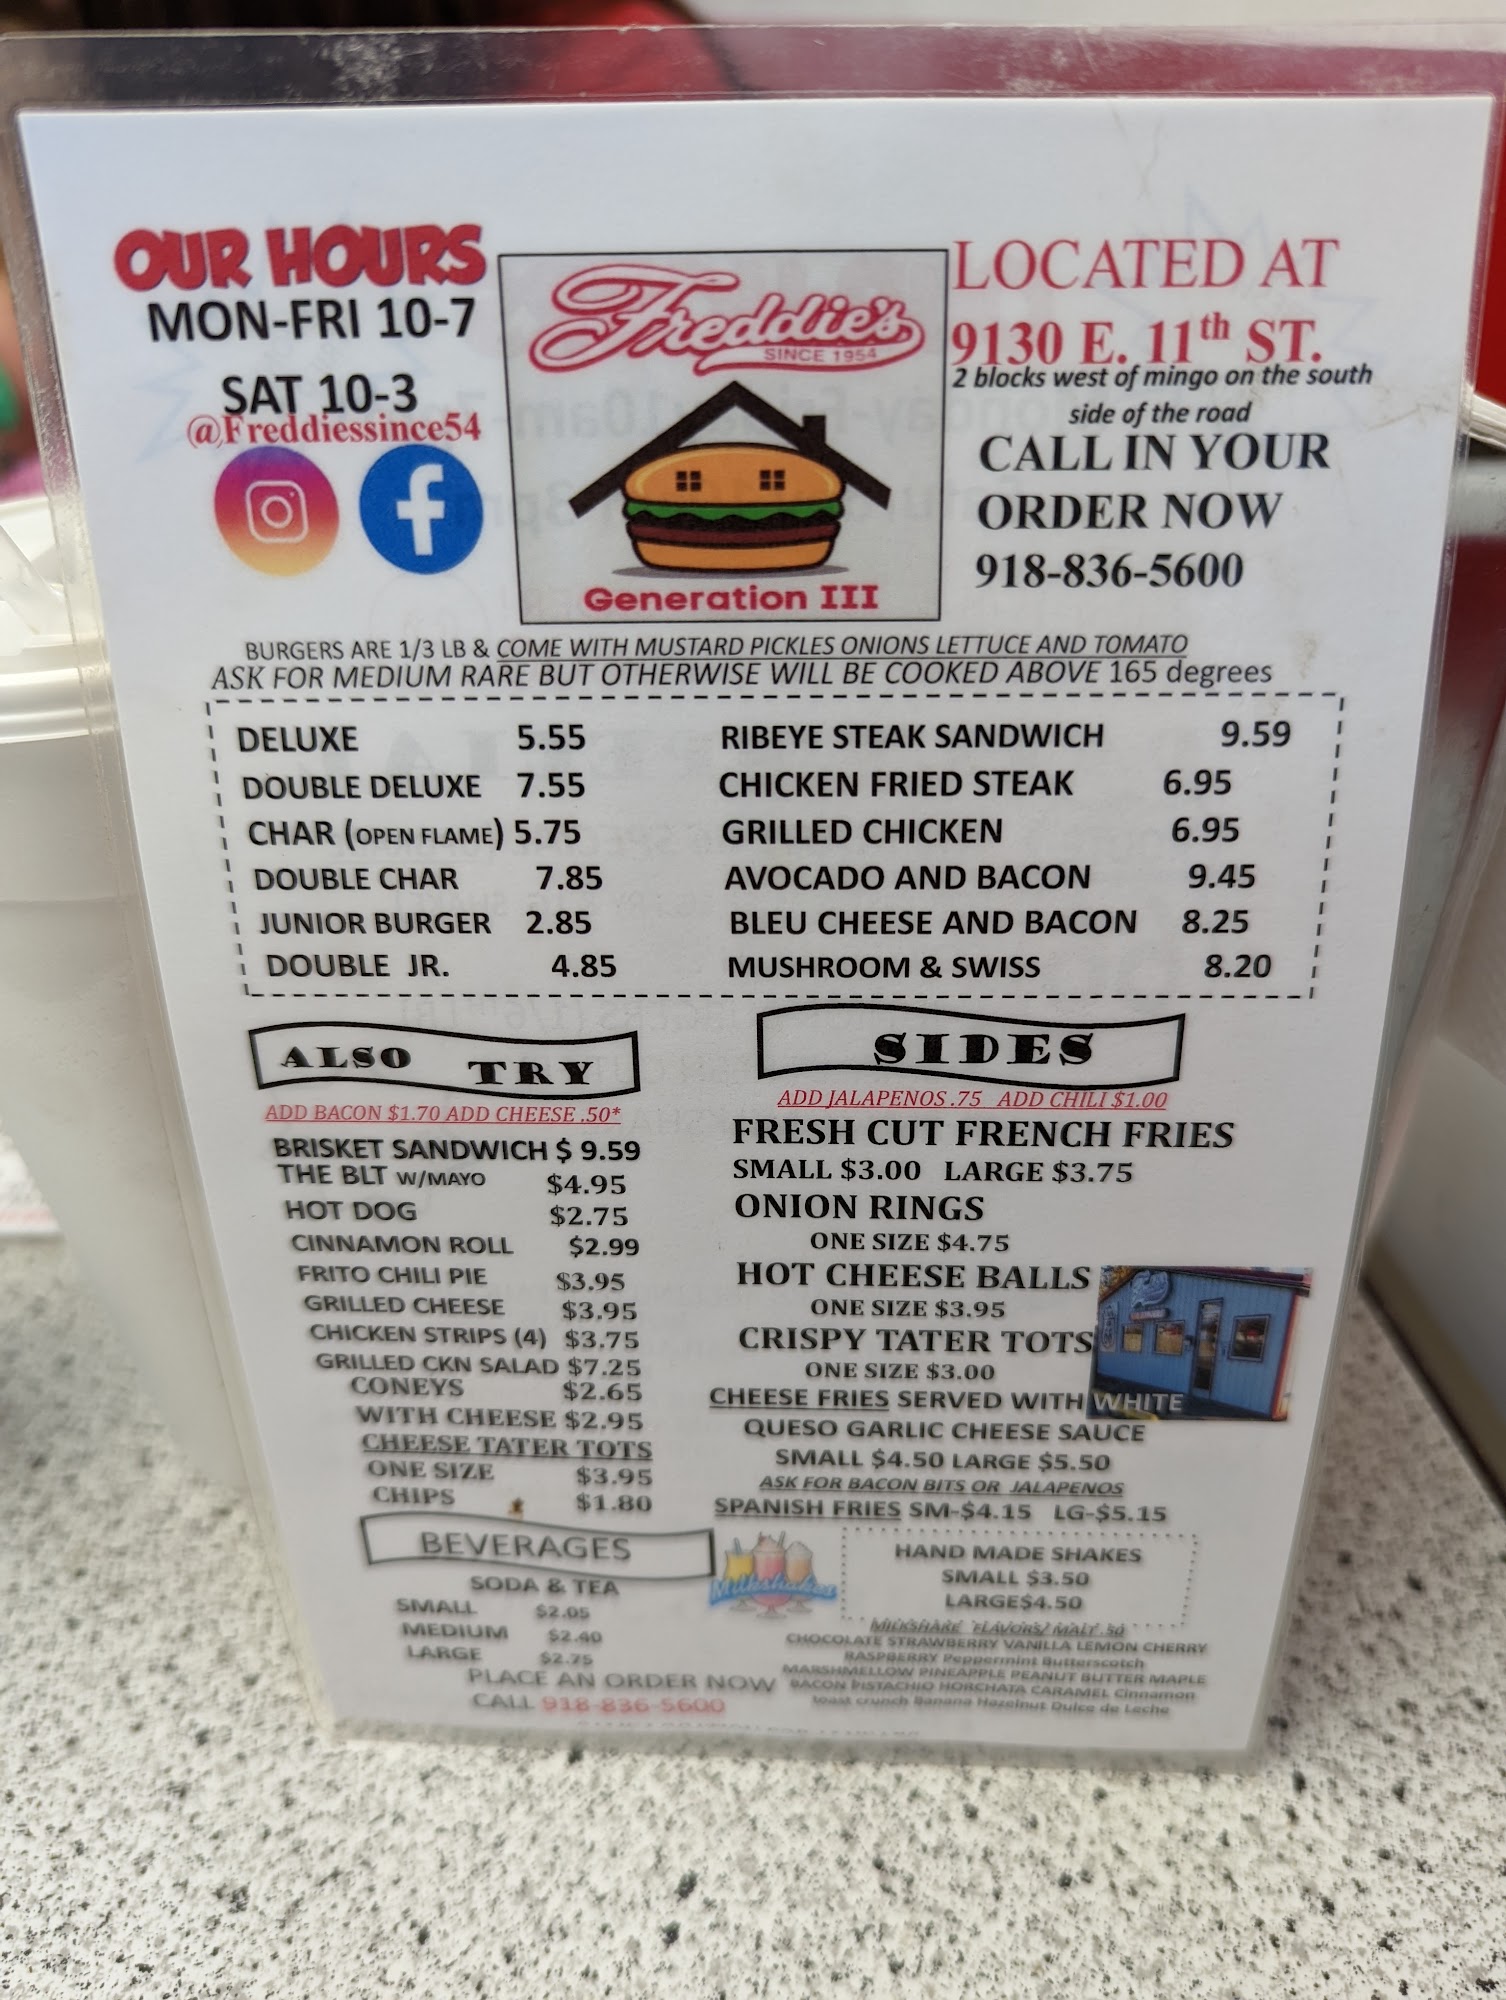 OUR HOURS
MON-FRI 10-7
SAT 10-3
@Freddiessince54
Freddie's
SINCE 1954
Generation III
LOCATED AT
9130 E. 11th ST.
2 blocks west of mingo on the south
side of the road
CALL IN YOUR
ORDER NOW
918-836-5600
BURGERS ARE 1/3 LB & COME WITH MUSTARD PICKLES ONIONS LETTUCE AND TOMATO
ASK FOR MEDIUM RARE BUT OTHERWISE WILL BE COOKED ABOVE 165 degrees
DELUXE 5.55
DOUBLE DELUXE 7.55
CHAR (OPEN FLAME) 5.75
DOUBLE CHAR 7.85
JUNIOR BURGER 2.85
DOUBLE JR. 4.85
RIBEYE STEAK SANDWICH 9.59
CHICKEN FRIED STEAK 6.95
GRILLED CHICKEN 6.95
AVOCADO AND BACON 9.45
BLEU CHEESE AND BACON 8.25
MUSHROOM & SWISS 8.20
ALSO TRY
ADD BACON $1.70 ADD CHEESE .50*
BRISKET SANDWICH $ 9.59
THE BLT W/MAYO $4.95
HOT DOG $2.75
CINNAMON ROLL $2.99
FRITO CHILI PIE $3.95
GRILLED CHEESE $3.95
CHICKEN STRIPS (4) $3.75
GRILLED CKN SALAD $7.25
CONEYS $2.65
WITH CHEESE $2.95
CHEESE TATER TOTS
ONE SIZE $3.95
CHIPS $1.80
SIDES
ADD JALAPENOS .75 ADD CHILI $1.00
FRESH CUT FRENCH FRIES
SMALL $3.00 LARGE $3.75
ONION RINGS
ONE SIZE $4.75
HOT CHEESE BALLS
ONE SIZE $3.95
CRISPY TATER TOTS
ONE SIZE $3.00
CHEESE FRIES SERVED WITH WHITE
QUESO GARLIC CHEESE SAUCE
SMALL $4.50 LARGE $5.50
ASK FOR BACON BITS OR JALAPENOS
SPANISH FRIES SM-$4.15 LG-$5.15
BEVERAGES
SODA & TEA
SMALL $2.05
MEDIUM $2.40
LARGE $2.75
PLACE AN ORDER NOW
CALL 918-836-5600
Milkshakes
HAND MADE SHAKES
SMALL $3.50
LARGE$4.50
MILKSHAKE FLAVORS/ MALT .50
CHOCOLATE STRAWBERRY VANILLA LEMON CHERRY
RASPBERRY Peppermint Butterscotch
MARSHMELLOW PINEAPPLE PEANUT BUTTER MAPLE
BACON PISTACHIO HORCHATA CARAMEL Cinnamon
toast crunch Banana Hazelnut Dulce de Leche